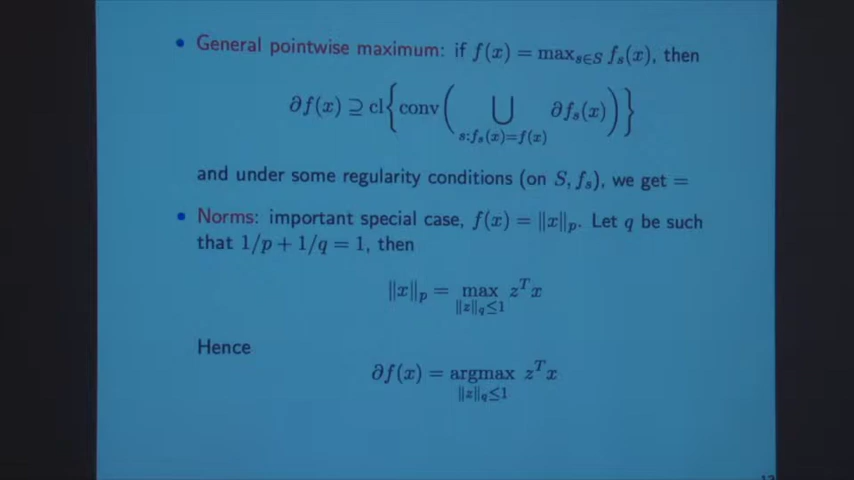 • General pointwise maximum: if f(x) = max_{s∈S} f_s(x), then
∂f(x) ⊇ cl{conv(⋃_{s:f_s(x)=f(x)} ∂f_s(x))}
and under some regularity conditions (on S, f_s), we get =
• Norms: important special case, f(x) = ‖x‖_p. Let q be such
that 1/p + 1/q = 1, then
‖x‖_p = max_{‖z‖_q≤1} z^T x
Hence
∂f(x) = argmax_{‖z‖_q≤1} z^T x